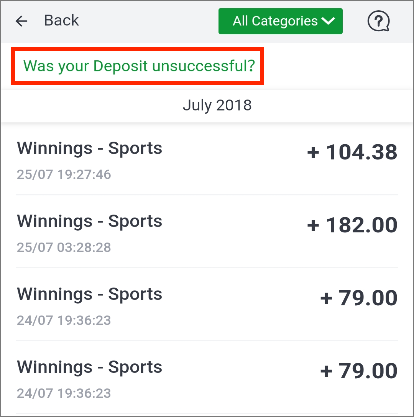 ← Back
All Categories
?
Was your Deposit unsuccessful?
July 2018
Winnings - Sports
+ 104.38
25/07 19:27:46
Winnings - Sports
+ 182.00
25/07 03:28:28
Winnings - Sports
+ 79.00
24/07 19:36:23
Winnings - Sports
+ 79.00
24/07 19:36:23